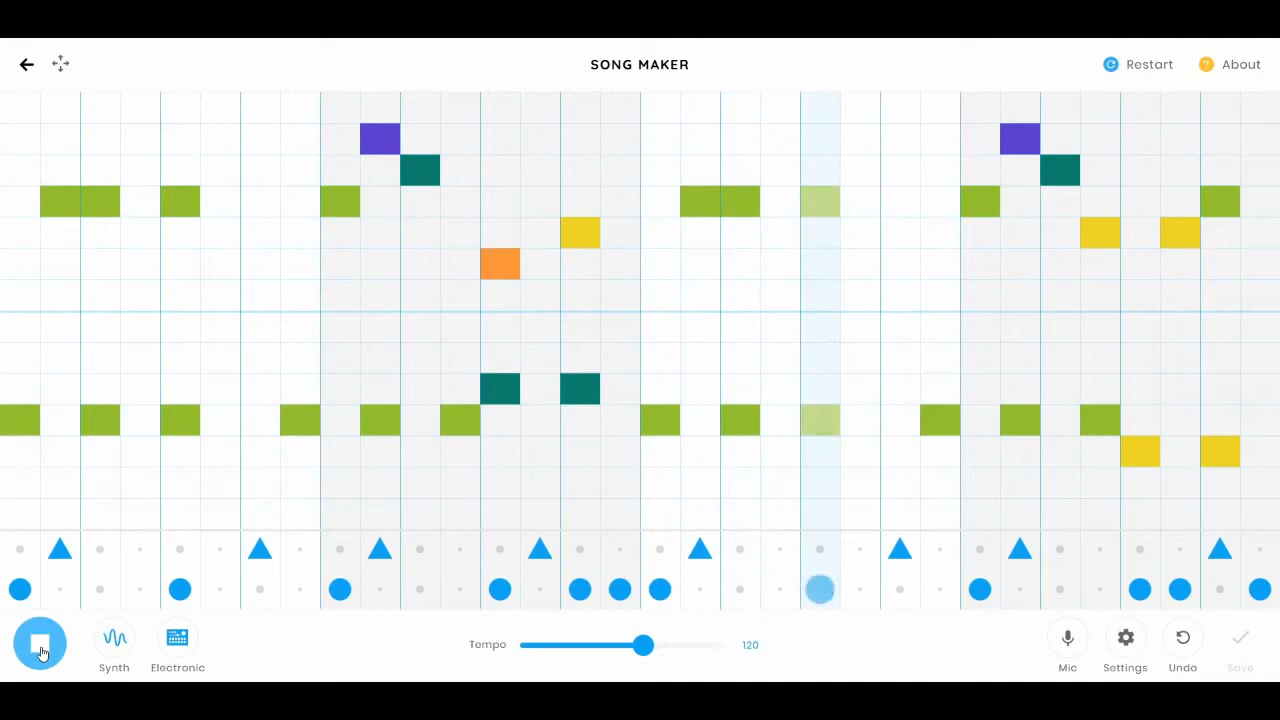 SONG MAKER
Restart
About
?
Tempo
120
Synth
Electronic
Mic
Settings
Undo
Save